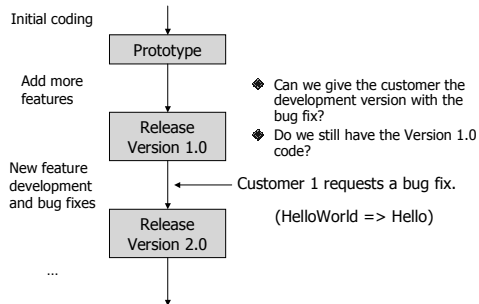 Initial coding
Prototype
Add more
features
Release
Version 1.0
New feature
development
and bug fixes
Release
Version 2.0
...
Can we give the customer the
development version with the
bug fix?
Do we still have the Version 1.0
code?
Customer 1 requests a bug fix.
(HelloWorld => Hello)